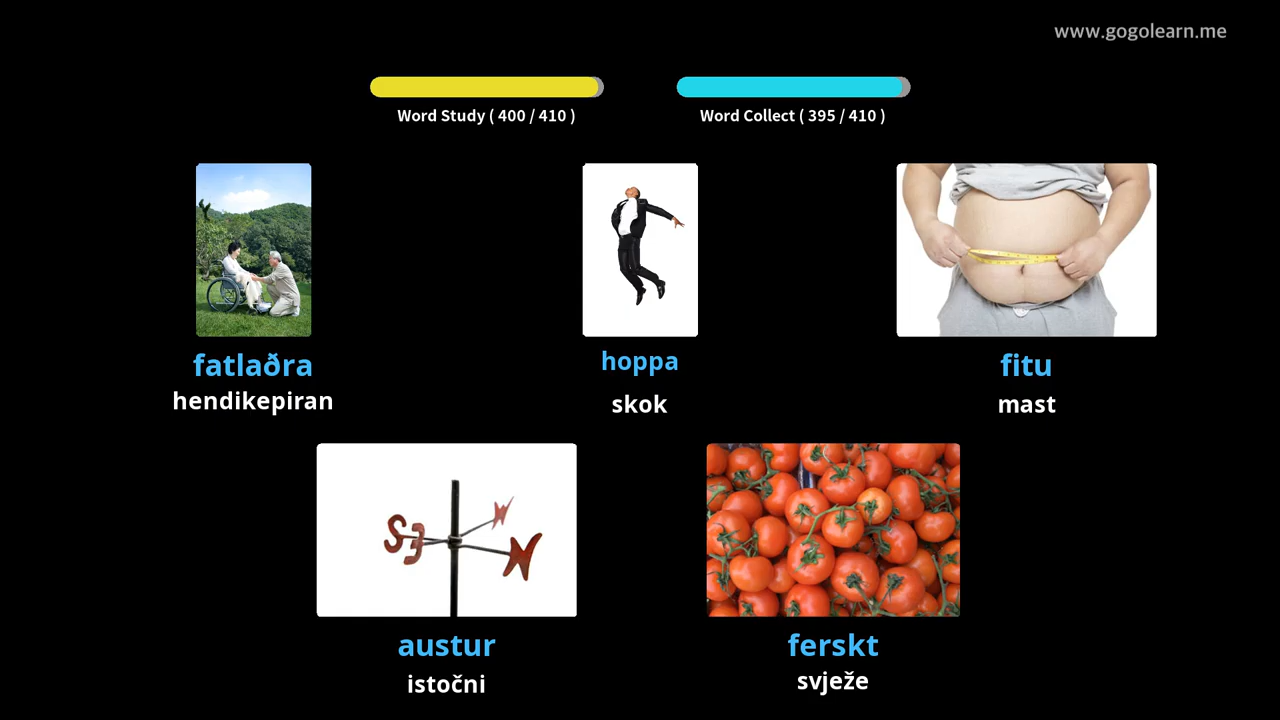 www.gogolearn.me
Word Study ( 400 / 410 )
Word Collect ( 395 / 410 )
fatlaðra
hendikepiran
hoppa
skok
fitu
mast
austur
istočni
ferskt
svježe